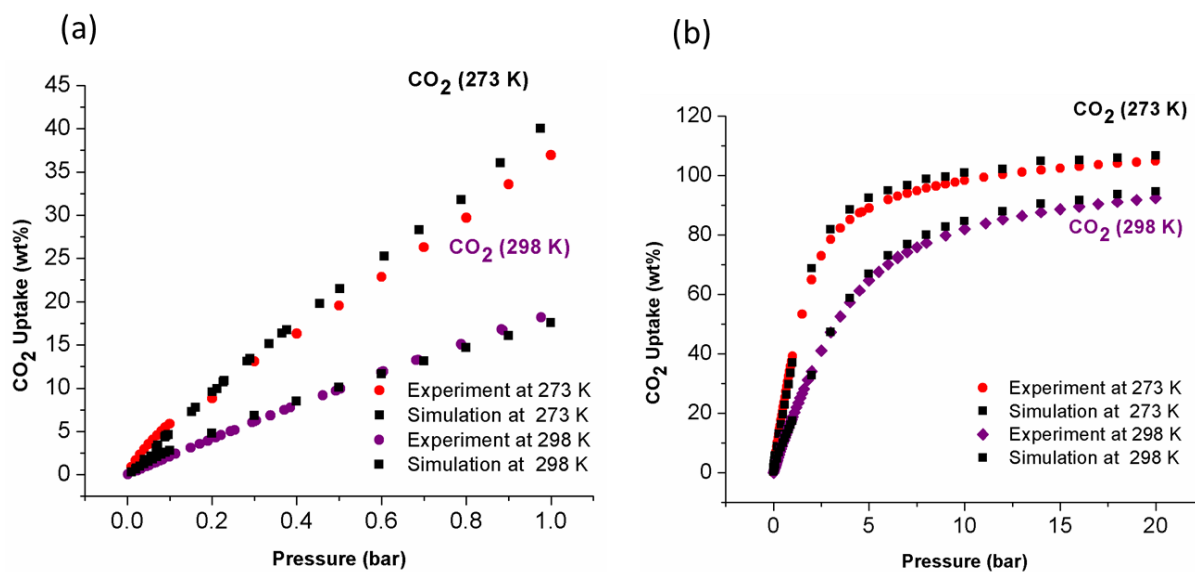 (a)
CO2 (273 K)
CO2 (298 K)
CO2 Uptake (wt%)
45
40
35
30
25
20
15
10
5
0
Experiment at 273 K
Simulation at 273 K
Experiment at 298 K
Simulation at 298 K
0.0 0.2 0.4 0.6 0.8 1.0
Pressure (bar)
(b)
CO2 (273 K)
CO2 (298 K)
CO2 Uptake (wt%)
120
100
80
60
40
20
0
Experiment at 273 K
Simulation at 273 K
Experiment at 298 K
Simulation at 298 K
0 5 10 15 20
Pressure (bar)